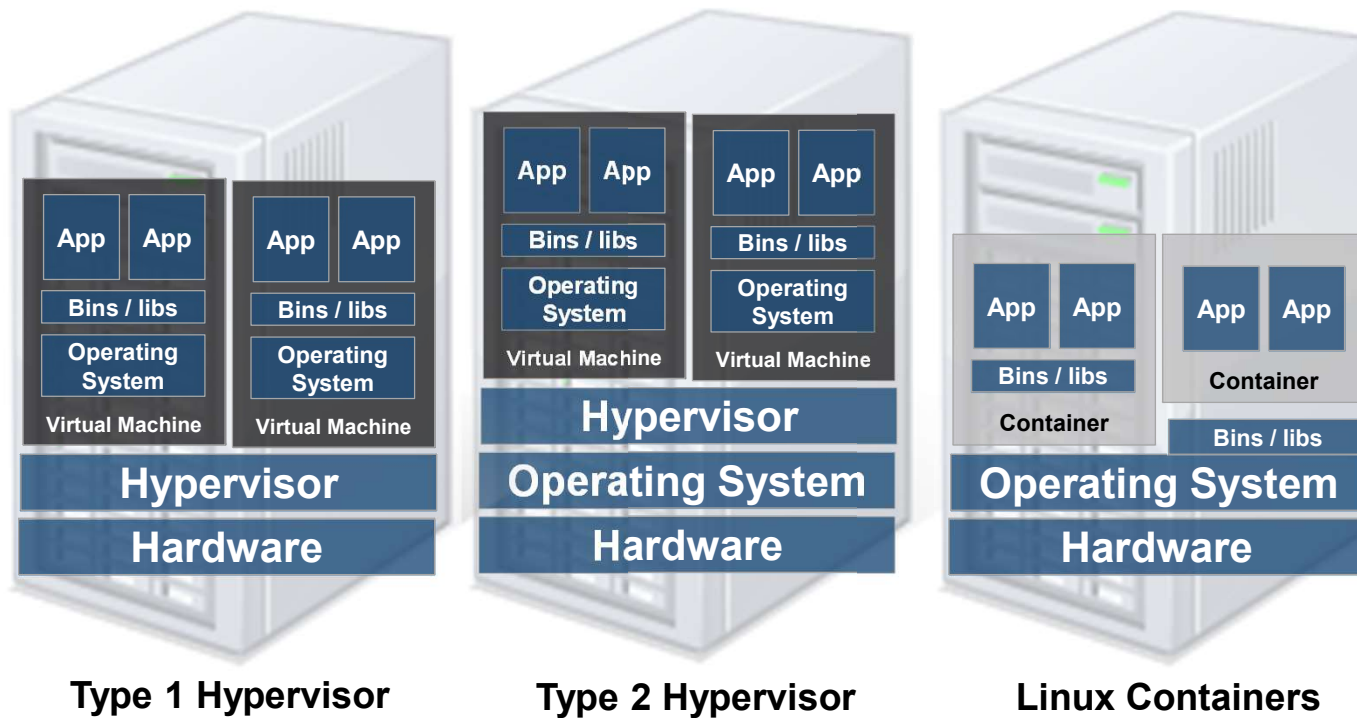 App App
Bins / libs
Operating
System
Virtual Machine
App App
Bins / libs
Operating
System
Virtual Machine
Hypervisor
Hardware
Type 1 Hypervisor
App App
Bins / libs
Operating
System
Virtual Machine
App App
Bins / libs
Operating
System
Virtual Machine
Hypervisor
Operating System
Hardware
Type 2 Hypervisor
App App
Bins / libs
Container
App App
Container
Bins / libs
Operating System
Hardware
Linux Containers